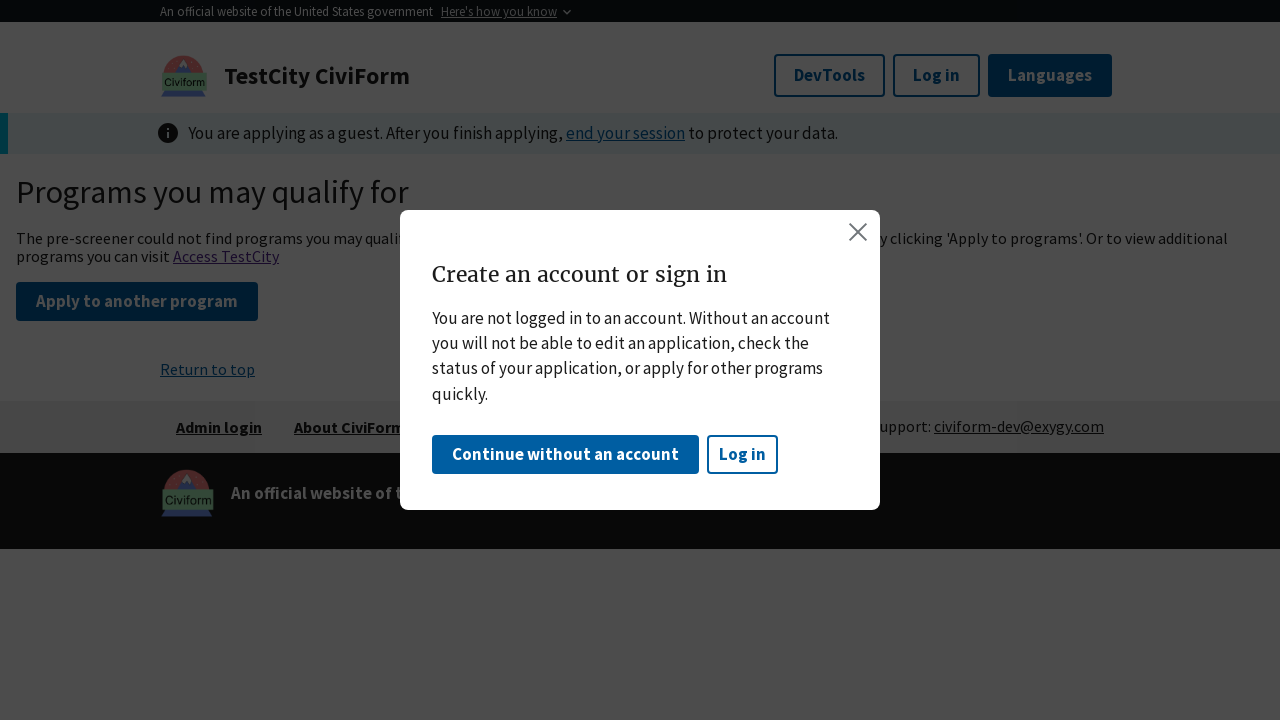 An official website of the United States government Here's how you know
Civiform
TestCity CiviForm
DevTools
Log in
Languages
You are applying as a guest. After you finish applying, end your session to protect your data.
Programs you may qualify for
The pre-screener could not find programs you may y clicking 'Apply to programs'. Or to view additional
programs you can visit Access TestCity
Apply to another program
Create an account or sign in
You are not logged in to an account. Without an account
you will not be able to edit an application, check the
status of your application, or apply for other programs
quickly.
Continue without an account
Log in
Return to top
Admin login
About CiviForm
upport: civiform-dev@exygy.com
Civiform
An official website of t